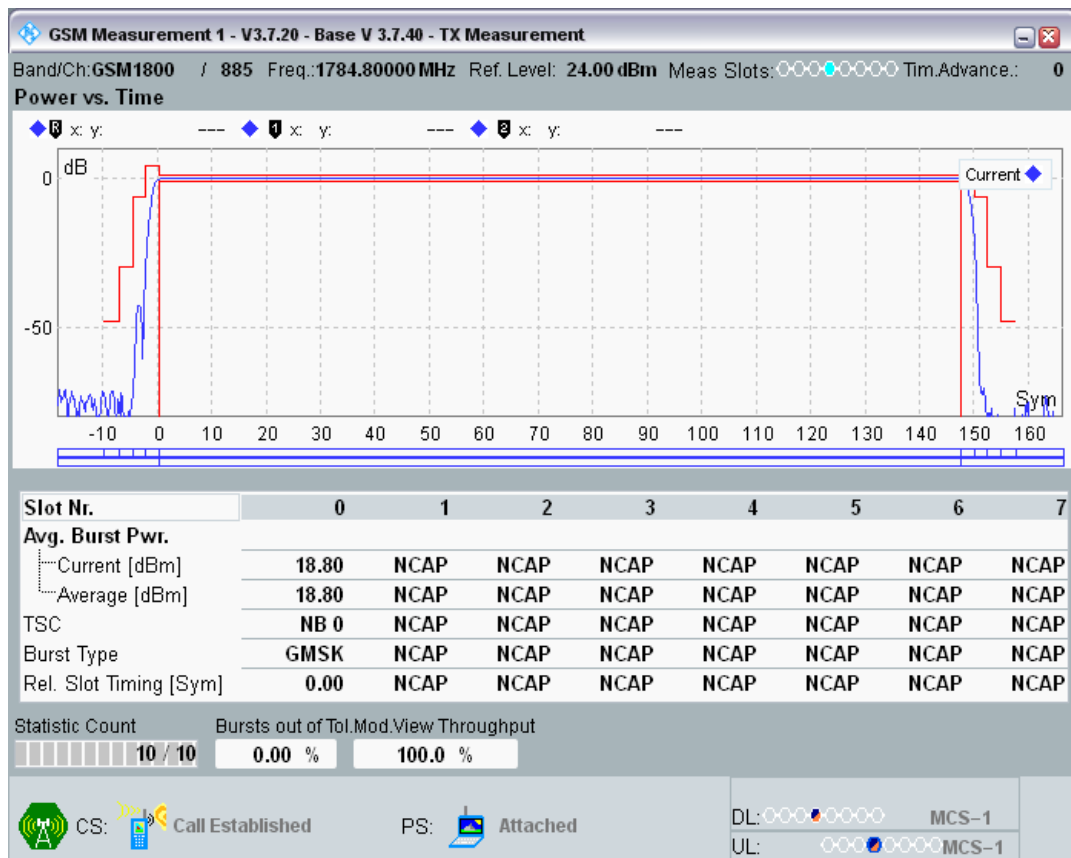 GSM Measurement 1 - V3.7.20 - Base V 3.7.40 - TX Measurement
Band/Ch:GSM1800 / 885 Freq.:1784.80000 MHz Ref. Level: 24.00 dBm Meas Slots: Tim.Advance.: 0
Power vs. Time
R x: y: --- 1 x: y: --- 2 x: y: ---
dB
0
Current
-50
Sym
-10 0 10 20 30 40 50 60 70 80 90 100 110 120 130 140 150 160
Slot Nr. 0 1 2 3 4 5 6 7
Avg. Burst Pwr.
Current [dBm] 18.80 NCAP NCAP NCAP NCAP NCAP NCAP NCAP
Average [dBm] 18.80 NCAP NCAP NCAP NCAP NCAP NCAP NCAP
TSC NB 0 NCAP NCAP NCAP NCAP NCAP NCAP NCAP
Burst Type GMSK NCAP NCAP NCAP NCAP NCAP NCAP NCAP
Rel. Slot Timing [Sym] 0.00 NCAP NCAP NCAP NCAP NCAP NCAP NCAP
Statistic Count Bursts out of Tol.Mod.View Throughput
10 / 10 0.00 % 100.0 %
CS: Call Established PS: Attached
DL: MCS-1
UL: MCS-1